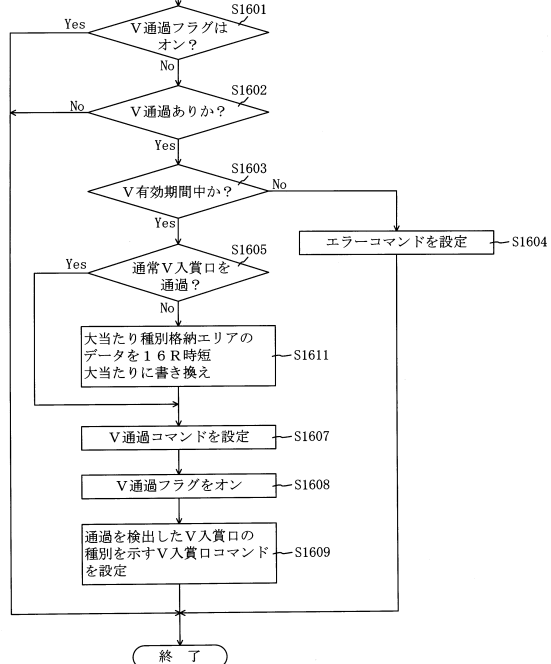 S1601
Yes
V通過フラグは
オン？
No
S1602
No
V通過ありか？
Yes
S1603
V有効期間中か？
No
Yes
エラーコマンドを設定
S1604
S1605
Yes
通常V入賞口を
通過？
No
大当たり種別格納エリアの
データを１６R時短
大当たりに書き換え
S1611
V通過コマンドを設定
S1607
V通過フラグをオン
S1608
通過を検出したV入賞口の
種別を示すV入賞口コマンド
を設定
S1609
終　了